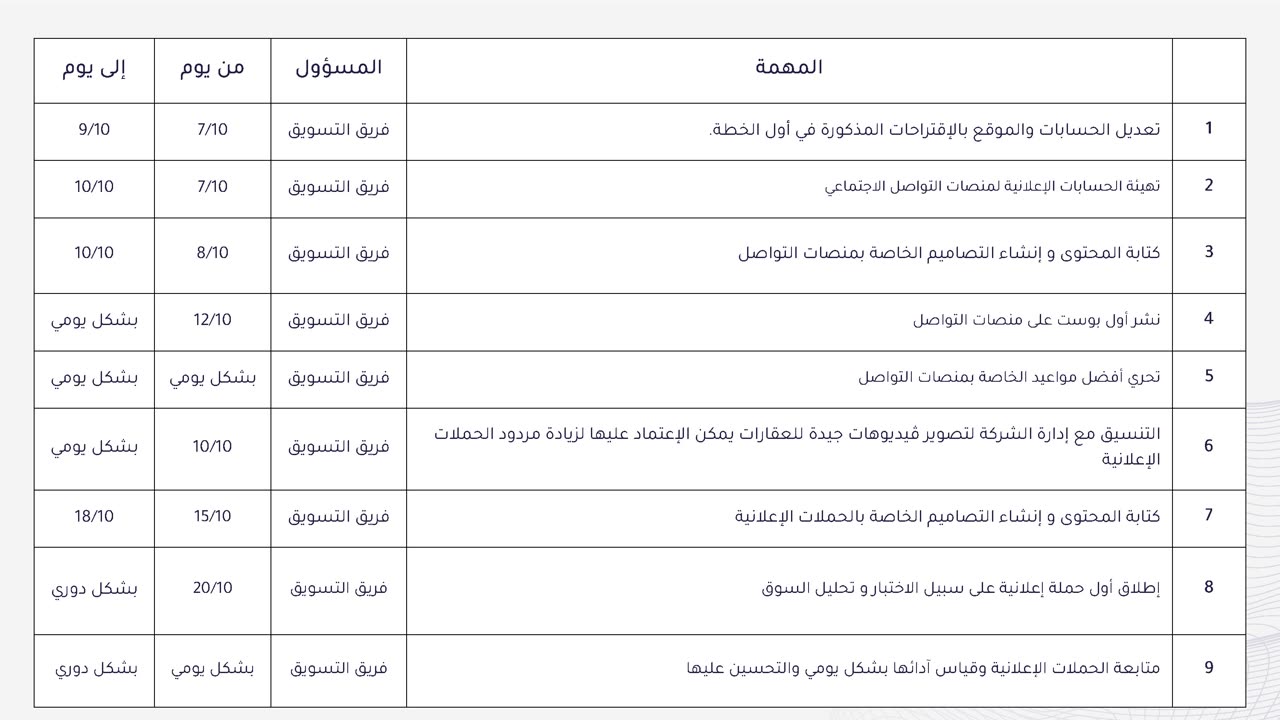 المهمة المسؤول من يوم إلى يوم
1 تعديل الحسابات والموقع بالإقتراحات المذكورة في أول الخطة. فريق التسويق 7/10 9/10
2 تهيئة الحسابات الإعلانية لمنصات التواصل الاجتماعي فريق التسويق 7/10 10/10
3 كتابة المحتوى و إنشاء التصاميم الخاصة بمنصات التواصل فريق التسويق 8/10 10/10
4 نشر أول بوست على منصات التواصل فريق التسويق 12/10 بشكل يومي
5 تحري أفضل مواعيد الخاصة بمنصات التواصل فريق التسويق بشكل يومي بشكل يومي
6 التنسيق مع إدارة الشركة لتصوير ڤيديوهات جيدة للعقارات يمكن الإعتماد عليها لزيادة مردود الحملات
الإعلانية فريق التسويق 10/10 بشكل يومي
7 كتابة المحتوى و إنشاء التصاميم الخاصة بالحملات الإعلانية فريق التسويق 15/10 18/10
8 إطلاق أول حملة إعلانية على سبيل الاختبار و تحليل السوق فريق التسويق 20/10 بشكل دوري
9 متابعة الحملات الإعلانية وقياس آدائها بشكل يومي والتحسين عليها فريق التسويق بشكل يومي بشكل دوري